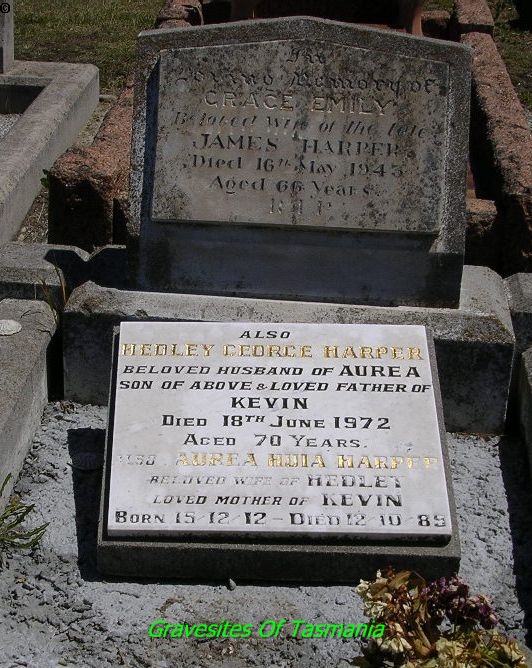 ©
In
Loving Memory of
GRACE EMILY
Beloved Wife of the late
JAMES HARPER
Died 16th May 1945
Aged 66 Years
R.I.P.
ALSO
HEDLEY GEORGE HARPER
BELOVED HUSBAND OF AUREA
SON OF ABOVE & LOVED FATHER OF
KEVIN
DIED 18TH JUNE 1972
AGED 70 YEARS.
ALSO AUREA HUIA HARPER
BELOVED WIFE OF HEDLEY
LOVED MOTHER OF KEVIN
BORN 15/12/12 - DIED 12/10/89
Gravesites Of Tasmania